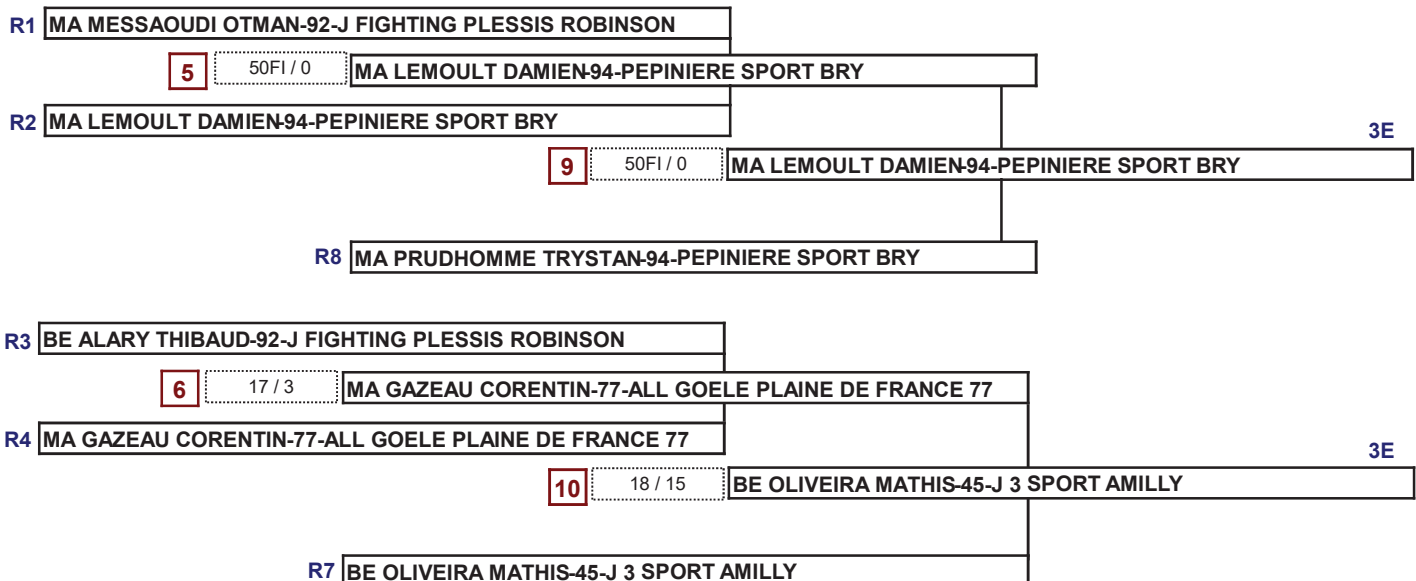 R1 MA MESSAOUDI OTMAN-92-J FIGHTING PLESSIS ROBINSON
5 50FI / 0 MA LEMOULT DAMIEN-94-PEPINIERE SPORT BRY
R2 MA LEMOULT DAMIEN-94-PEPINIERE SPORT BRY
3E
9 50FI / 0 MA LEMOULT DAMIEN-94-PEPINIERE SPORT BRY
R8 MA PRUDHOMME TRYSTAN-94-PEPINIERE SPORT BRY
R3 BE ALARY THIBAUD-92-J FIGHTING PLESSIS ROBINSON
6 17 / 3 MA GAZEAU CORENTIN-77-ALL GOELE PLAINE DE FRANCE 77
R4 MA GAZEAU CORENTIN-77-ALL GOELE PLAINE DE FRANCE 77
3E
10 18 / 15 BE OLIVEIRA MATHIS-45-J 3 SPORT AMILLY
R7 BE OLIVEIRA MATHIS-45-J 3 SPORT AMILLY